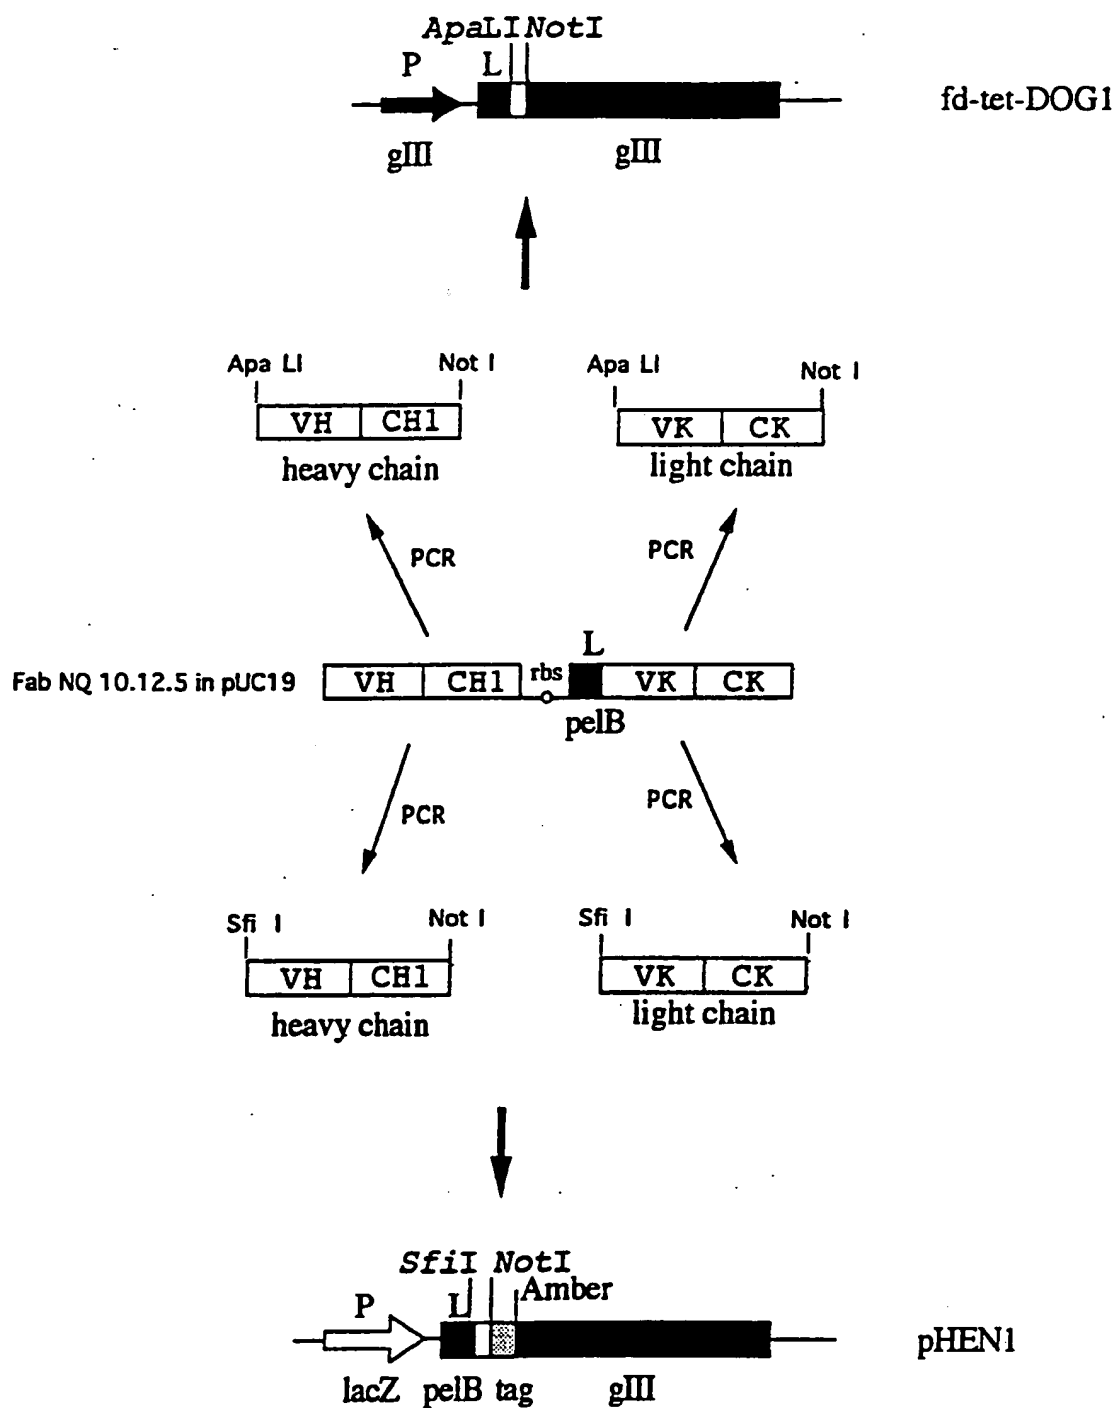 ApaLI NotI
P L
fd-tet-DOG1
gIII gIII
Apa LI Not I Apa LI Not I
VH CH1 VK CK
heavy chain light chain
PCR PCR
L
Fab NQ 10.12.5 in pUC19 VH CH1 rbs VK CK
pelB
PCR PCR
Sfi I Not I Sfi I Not I
VH CH1 VK CK
heavy chain light chain
SfiI NotI
P L Amber
pHEN1
lacZ pelB tag gIII